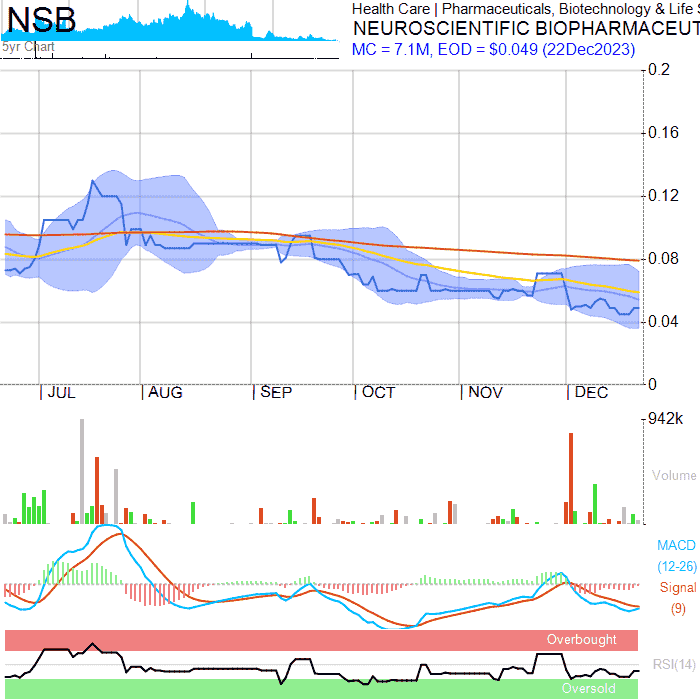 NSB
5yr Chart
Health Care | Pharmaceuticals, Biotechnology & Life
NEUROSCIENTIFIC BIOPHARMACEUT
MC = 7.1M, EOD = $0.049 (22Dec2023)
0.2
0.16
0.12
0.08
0.04
0
JUL AUG SEP OCT NOV DEC
942k
Volume
MACD
(12-26)
Signal
(9)
Overbought
RSI(14)
Oversold